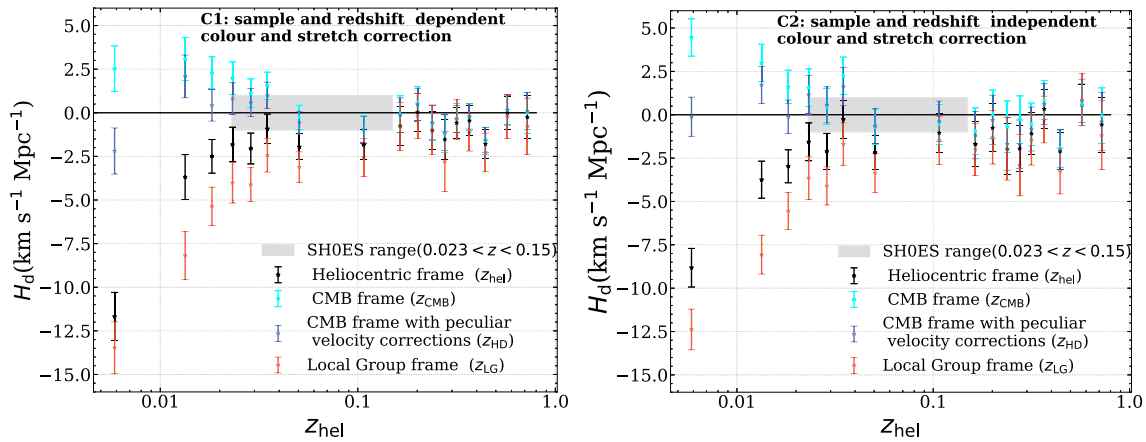 C1: sample and redshift dependent
colour and stretch correction
5.0
2.5
0.0
−2.5
−5.0
−7.5
−10.0
−12.5
−15.0
H_d(km s⁻¹ Mpc⁻¹)
SH0ES range(0.023 < z < 0.15)
Heliocentric frame (z_hel)
CMB frame (z_CMB)
CMB frame with peculiar
velocity corrections (z_HD)
Local Group frame (z_LG)
0.01 0.1 1.0
z_hel
C2: sample and redshift independent
colour and stretch correction
5.0
2.5
0.0
−2.5
−5.0
−7.5
−10.0
−12.5
−15.0
H_d(km s⁻¹ Mpc⁻¹)
SH0ES range(0.023 < z < 0.15)
Heliocentric frame (z_hel)
CMB frame (z_CMB)
CMB frame with peculiar
velocity corrections (z_HD)
Local Group frame (z_LG)
0.01 0.1 1.0
z_hel